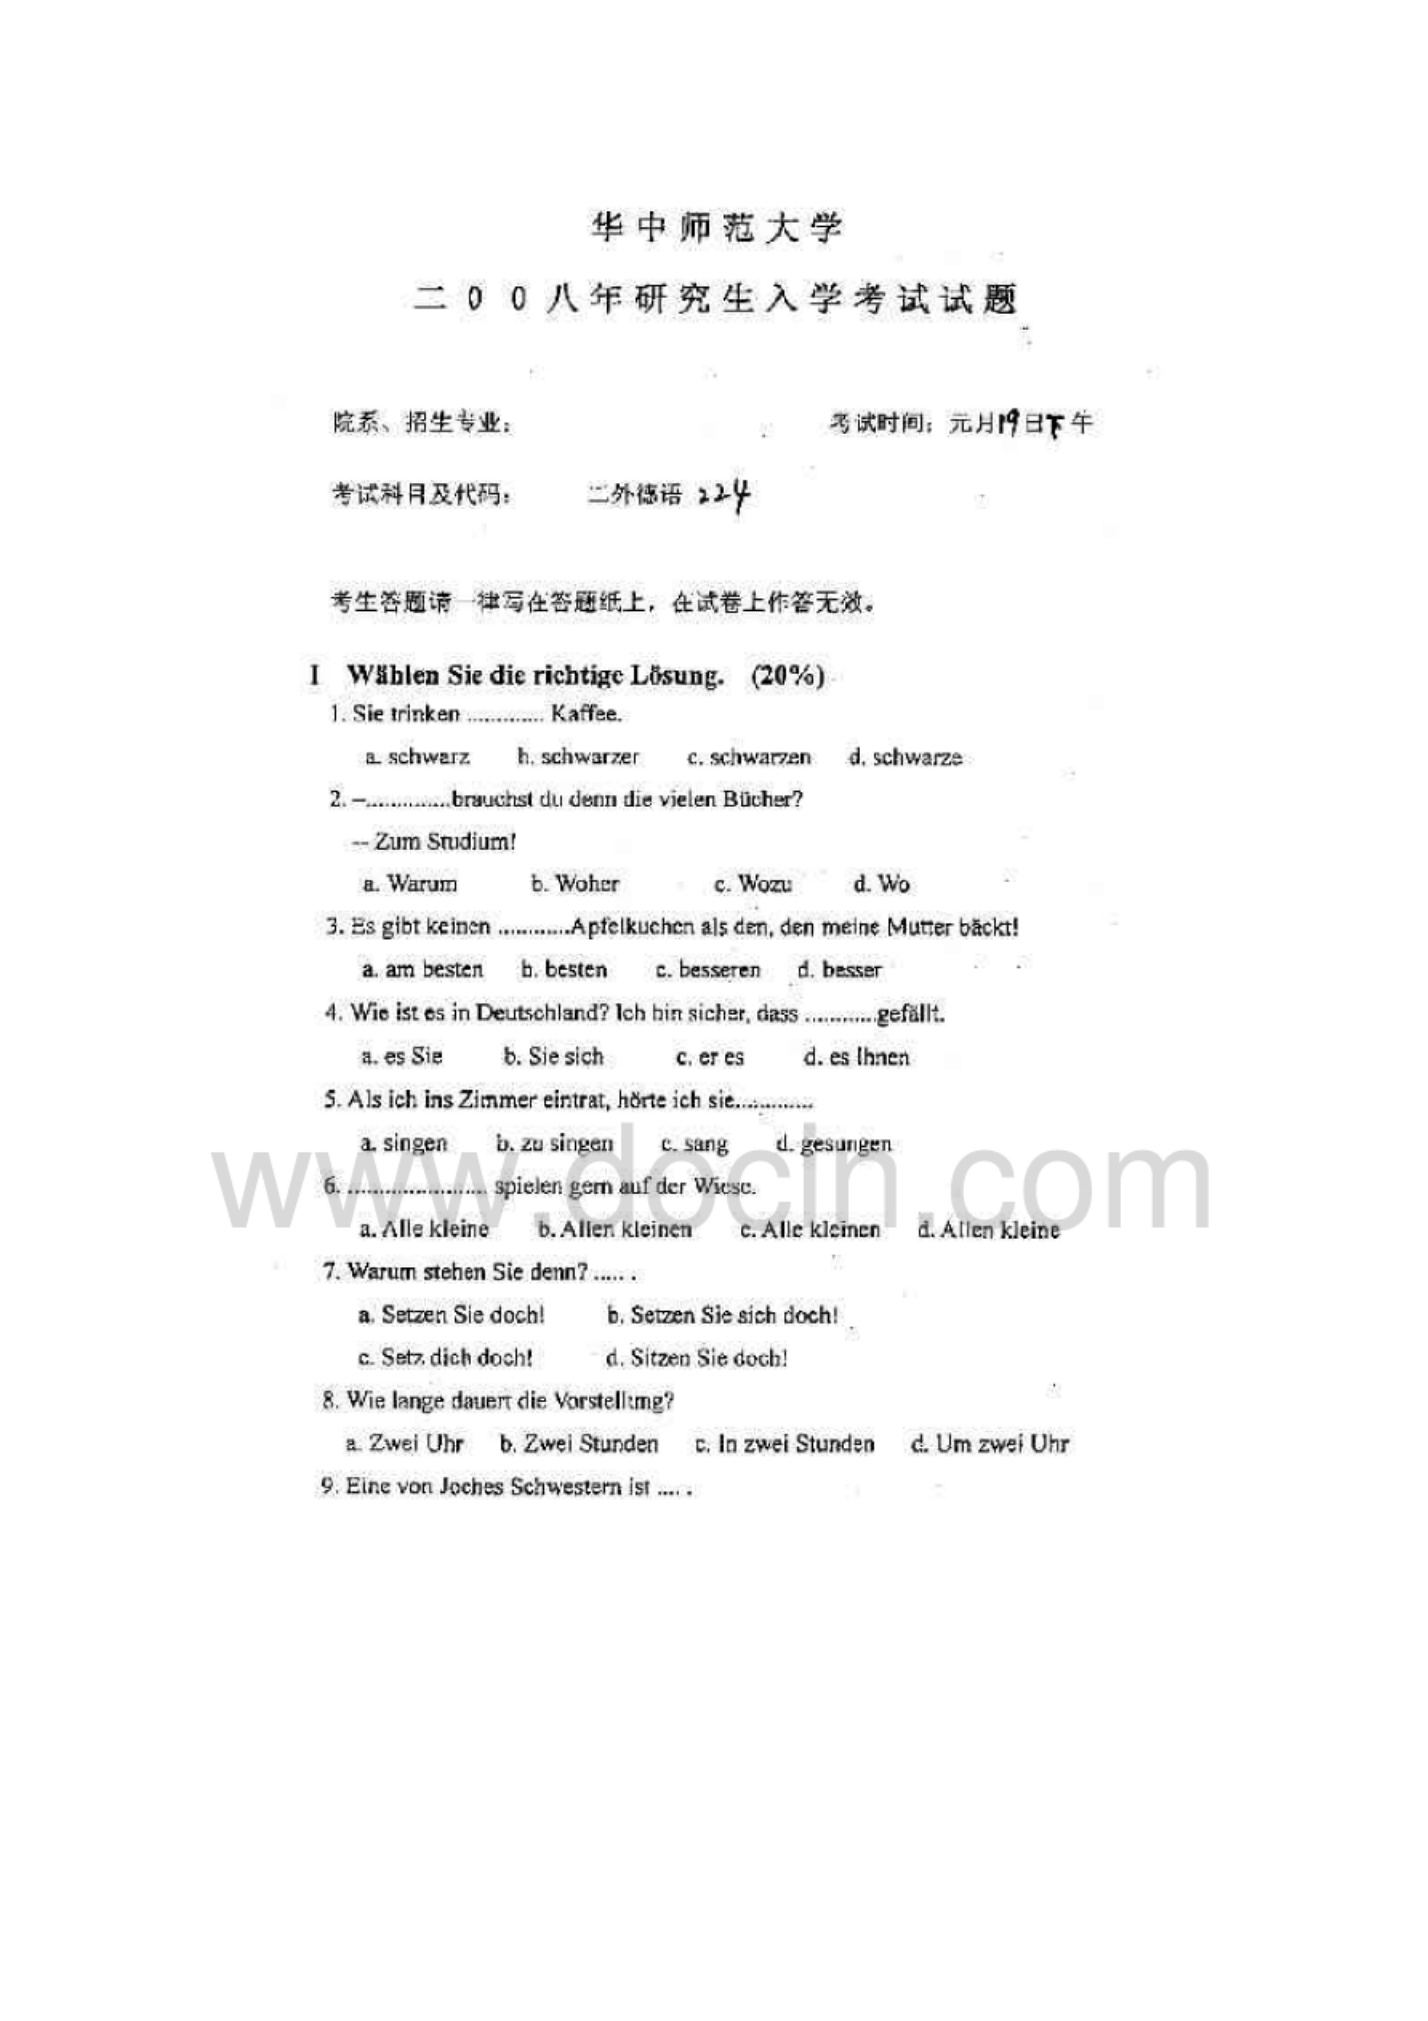 华中师范大学
二00八年研究生入学考试试题
院系、招生专业： 考试时间：元月19日下午
考试科目及代码： 二外德语 224
考生答题请一律写在答题纸上，在试卷上作答无效。
I Wählen Sie die richtige Lösung. (20%)
1. Sie trinken ............. Kaffee.
a. schwarz b. schwarzer c. schwarzen d. schwarze
2. –..............brauchst du denn die vielen Bücher?
-- Zum Studium!
a. Warum b. Woher c. Wozu d. Wo
3. Es gibt keinen ............Apfelkuchen als den, den meine Mutter bäckt!
a. am besten b. besten c. besseren d. besser
4. Wie ist es in Deutschland? Ich bin sicher, dass ............gefällt.
a. es Sie b. Sie sich c. er es d. es Ihnen
5. Als ich ins Zimmer eintrat, hörte ich sie.............
a. singen b. zu singen c. sang d. gesungen
www.docin.com
6. ........................ spielen gern auf der Wiese.
a. Alle kleine b. Allen kleinen c. Alle kleinen d. Allen kleine
7. Warum stehen Sie denn? ..... .
a. Setzen Sie doch! b. Setzen Sie sich doch!
c. Setz dich doch! d. Sitzen Sie doch!
8. Wie lange dauert die Vorstellung?
a. Zwei Uhr b. Zwei Stunden c. In zwei Stunden d. Um zwei Uhr
9. Eine von Joches Schwestern ist .... .